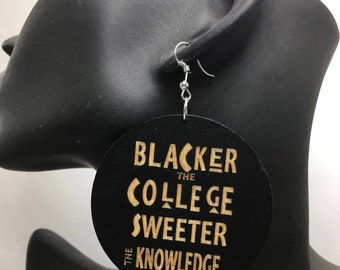 BLACKER
THE
COLLEGE
SWEETER
THE KNOWLEDGE